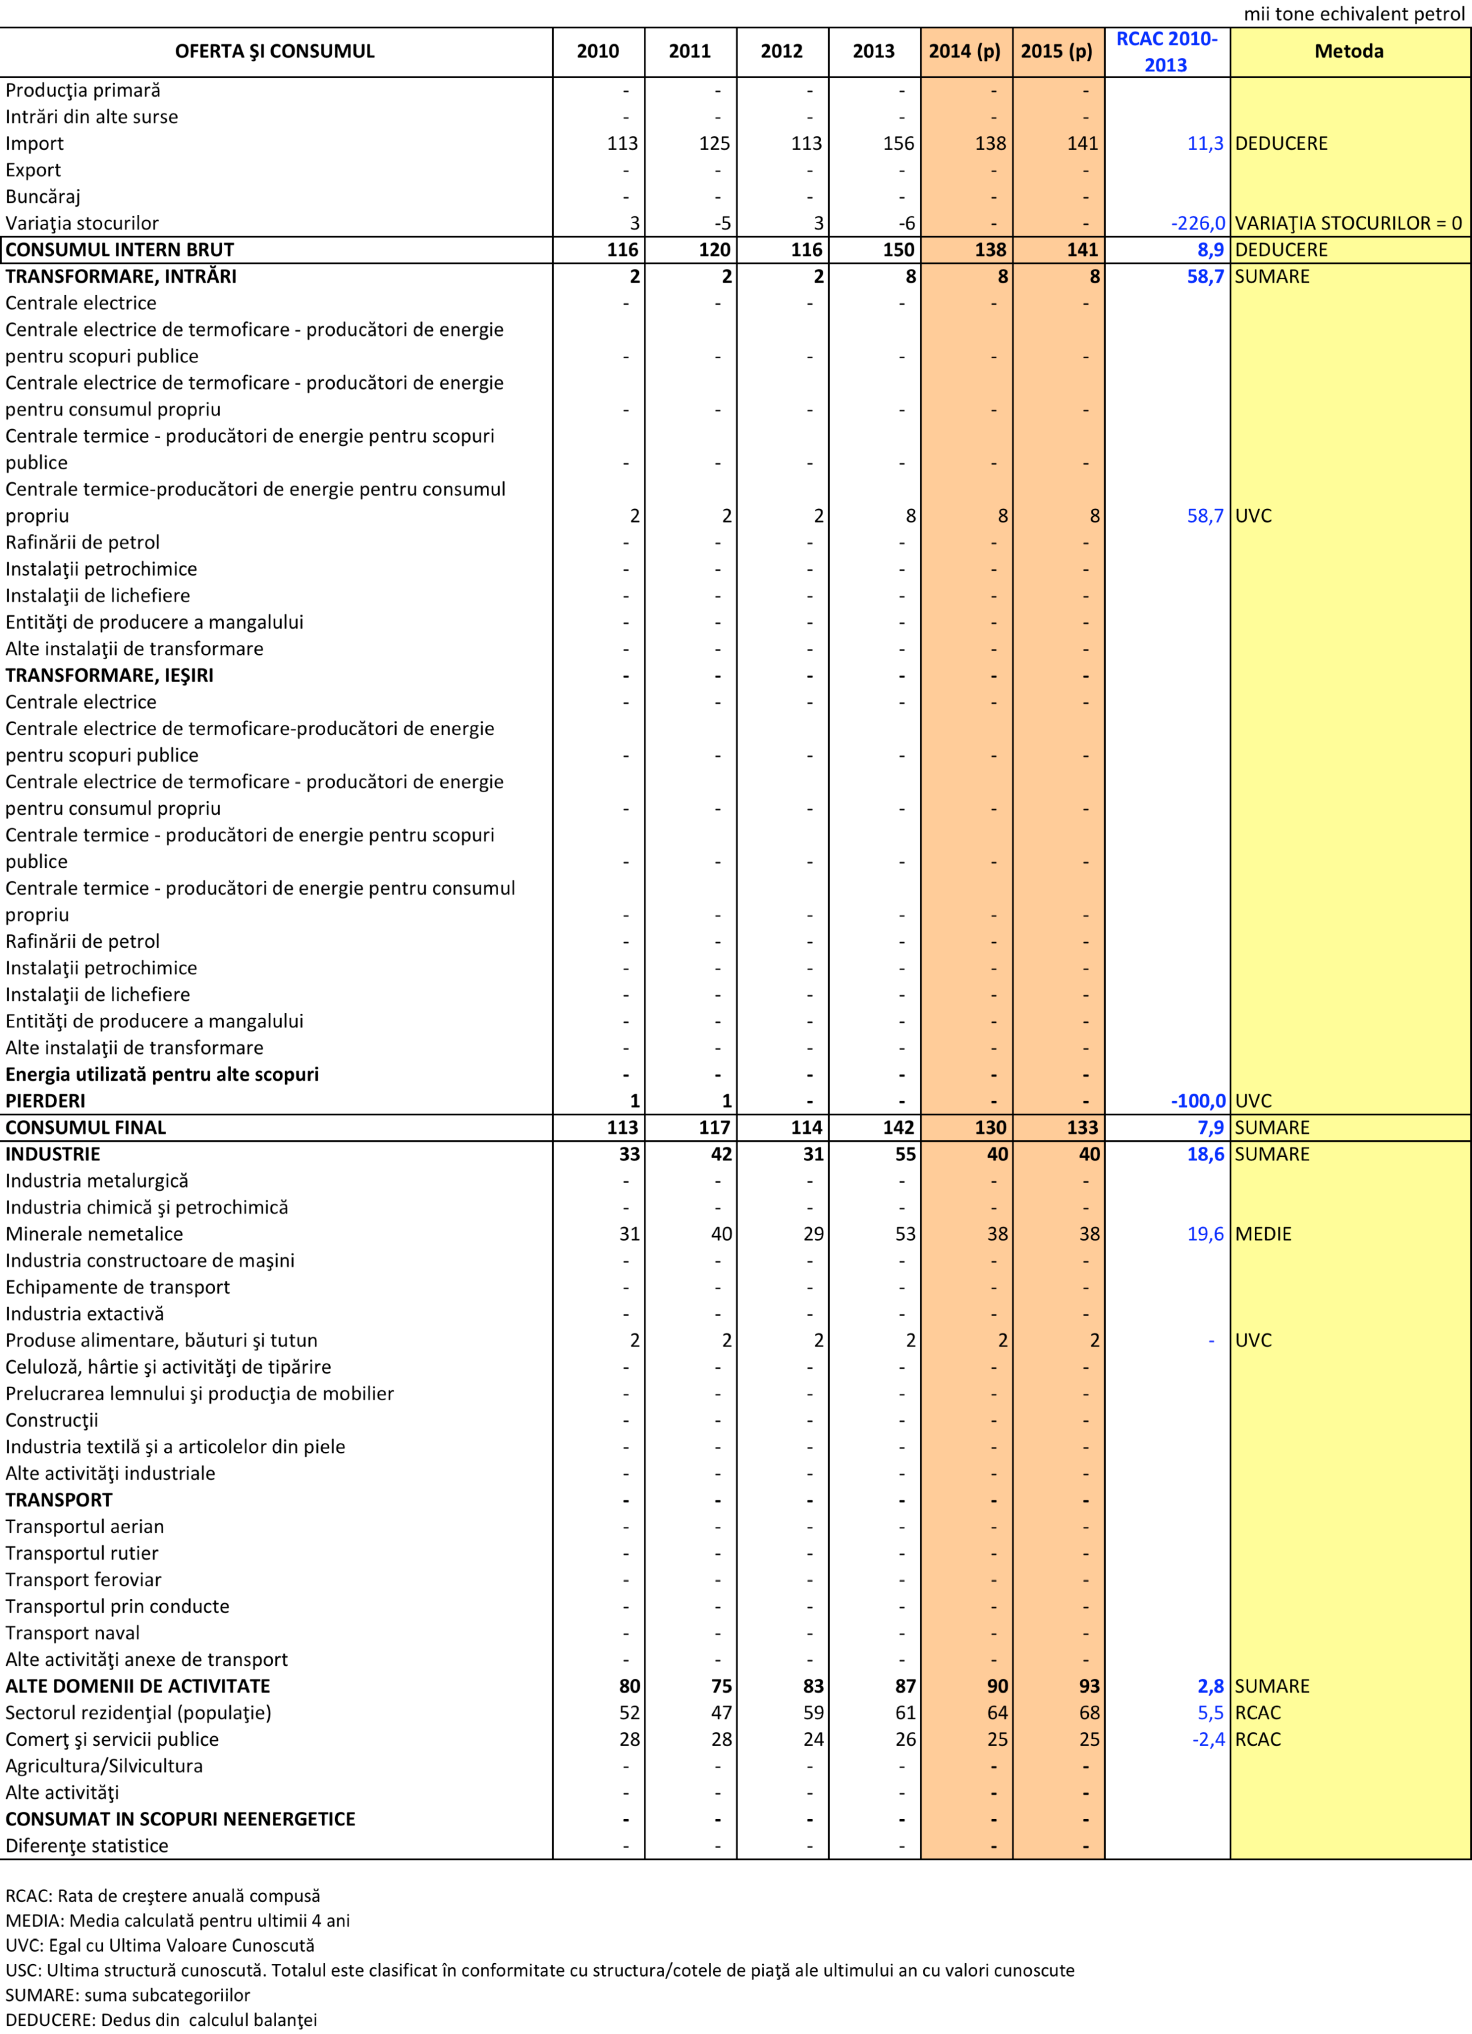 mii tone echivalent petrol
OFERTA ŞI CONSUMUL 2010 2011 2012 2013 2014 (p) 2015 (p) RCAC 2010-2013 Metoda
Producţia primară - - - - - -
Intrări din alte surse - - - - - -
Import 113 125 113 156 138 141 11,3 DEDUCERE
Export - - - - - -
Buncăraj - - - - - -
Variaţia stocurilor 3 -5 3 -6 - - -226,0 VARIAŢIA STOCURILOR = 0
CONSUMUL INTERN BRUT 116 120 116 150 138 141 8,9 DEDUCERE
TRANSFORMARE, INTRĂRI 2 2 2 8 8 8 58,7 SUMARE
Centrale electrice - - - - - -
Centrale electrice de termoficare - producători de energie
pentru scopuri publice - - - - - -
Centrale electrice de termoficare - producători de energie
pentru consumul propriu - - - - - -
Centrale termice - producători de energie pentru scopuri
publice - - - - - -
Centrale termice-producători de energie pentru consumul
propriu 2 2 2 8 8 8 58,7 UVC
Rafinării de petrol - - - - - -
Instalaţii petrochimice - - - - - -
Instalaţii de lichefiere - - - - - -
Entităţi de producere a mangalului - - - - - -
Alte instalaţii de transformare - - - - - -
TRANSFORMARE, IEŞIRI - - - - - -
Centrale electrice - - - - - -
Centrale electrice de termoficare-producători de energie
pentru scopuri publice - - - - - -
Centrale electrice de termoficare - producători de energie
pentru consumul propriu - - - - - -
Centrale termice - producători de energie pentru scopuri
publice - - - - - -
Centrale termice - producători de energie pentru consumul
propriu - - - - - -
Rafinării de petrol - - - - - -
Instalaţii petrochimice - - - - - -
Instalaţii de lichefiere - - - - - -
Entităţi de producere a mangalului - - - - - -
Alte instalaţii de transformare - - - - - -
Energia utilizată pentru alte scopuri - - - - - -
PIERDERI 1 1 - - - - -100,0 UVC
CONSUMUL FINAL 113 117 114 142 130 133 7,9 SUMARE
INDUSTRIE 33 42 31 55 40 40 18,6 SUMARE
Industria metalurgică - - - - - -
Industria chimică şi petrochimică - - - - - -
Minerale nemetalice 31 40 29 53 38 38 19,6 MEDIE
Industria constructoare de maşini - - - - - -
Echipamente de transport - - - - - -
Industria extactivă - - - - - -
Produse alimentare, băuturi şi tutun 2 2 2 2 2 2 - UVC
Celuloză, hârtie şi activităţi de tipărire - - - - - -
Prelucrarea lemnului şi producţia de mobilier - - - - - -
Construcţii - - - - - -
Industria textilă şi a articolelor din piele - - - - - -
Alte activităţi industriale - - - - - -
TRANSPORT - - - - - -
Transportul aerian - - - - - -
Transportul rutier - - - - - -
Transport feroviar - - - - - -
Transportul prin conducte - - - - - -
Transport naval - - - - - -
Alte activităţi anexe de transport - - - - - -
ALTE DOMENII DE ACTIVITATE 80 75 83 87 90 93 2,8 SUMARE
Sectorul rezidenţial (populaţie) 52 47 59 61 64 68 5,5 RCAC
Comerţ şi servicii publice 28 28 24 26 25 25 -2,4 RCAC
Agricultura/Silvicultura - - - - - -
Alte activităţi - - - - - -
CONSUMAT IN SCOPURI NEENERGETICE - - - - - -
Diferenţe statistice - - - - - -
RCAC: Rata de creştere anuală compusă
MEDIA: Media calculată pentru ultimii 4 ani
UVC: Egal cu Ultima Valoare Cunoscută
USC: Ultima structură cunoscută. Totalul este clasificat în conformitate cu structura/cotele de piaţă ale ultimului an cu valori cunoscute
SUMARE: suma subcategoriilor
DEDUCERE: Dedus din calculul balanţei